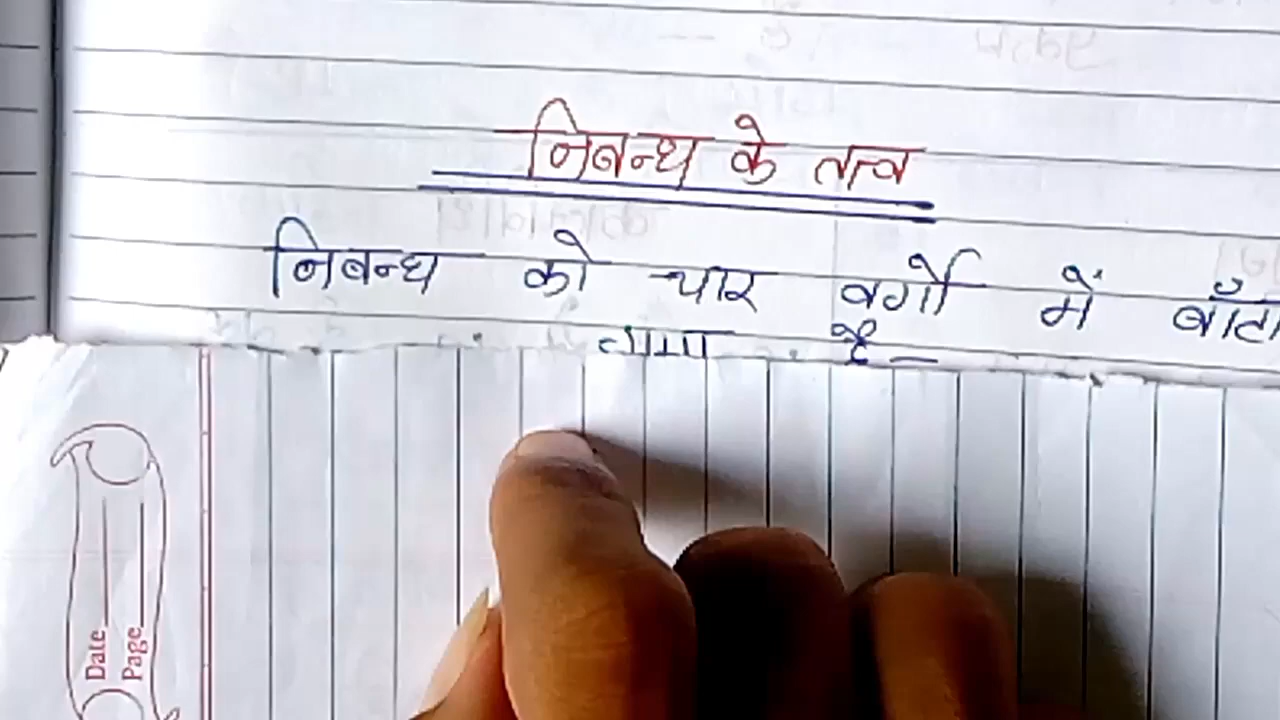 निबन्ध के तत्व
निबन्ध को चार वर्गो में बाँटा
गया है –
Date
Page